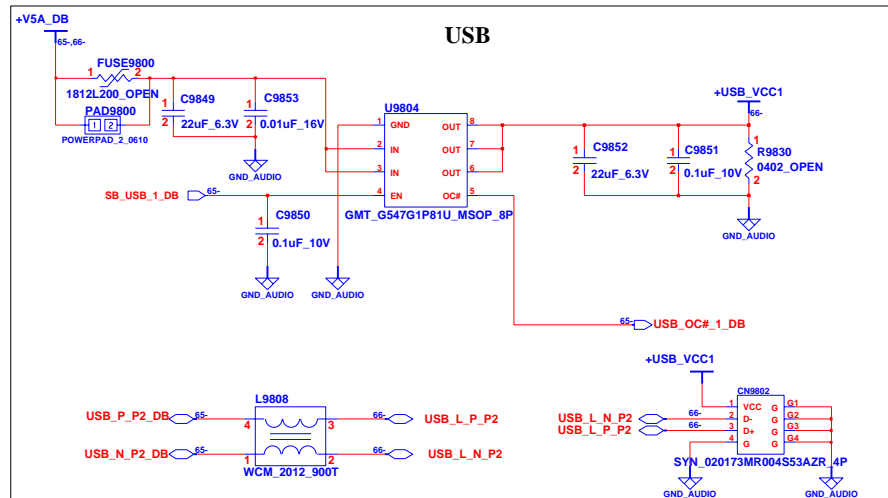 USB
+V5A_DB
65-,66-
FUSE9800
1 2
1812L200_OPEN
PAD9800
1 1 2 2
POWERPAD_2_0610
C9849
1
2
22uF_6.3V
C9853
1
2
0.01uF_16V
GND_AUDIO
U9804
1 GND OUT 8
2 IN OUT 7
3 IN OUT 6
4 EN OC# 5
GMT_G547G1P81U_MSOP_8P
SB_USB_1_DB 65-
C9850
1
2
0.1uF_10V
GND_AUDIO
GND_AUDIO
+USB_VCC1
66-
C9852
1
2
22uF_6.3V
C9851
1
2
0.1uF_10V
R9830
1
2
0402_OPEN
GND_AUDIO
65- USB_OC#_1_DB
L9808
USB_P_P2_DB 65- 4 3 66- USB_L_P_P2
USB_N_P2_DB 65- 1 2 66- USB_L_N_P2
WCM_2012_900T
+USB_VCC1
CN9802
1 VCC G G1
USB_L_N_P2 66- 2 D- G G2
USB_L_P_P2 66- 3 D+ G G3
4 G G G4
SYN_020173MR004S53AZR_4P
GND_AUDIO
GND_AUDIO